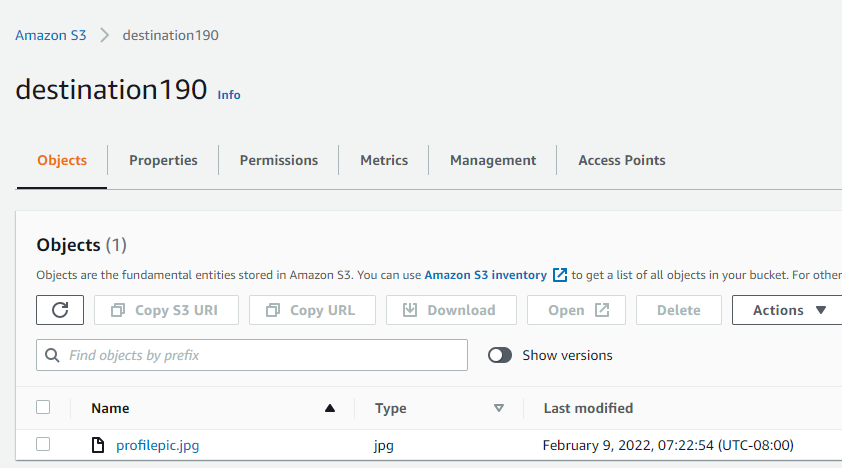 Amazon S3 > destination190
destination190 Info
Objects Properties Permissions Metrics Management Access Points
Objects (1)
Objects are the fundamental entities stored in Amazon S3. You can use Amazon S3 inventory to get a list of all objects in your bucket. For other
Copy S3 URI Copy URL Download Open Delete Actions
Find objects by prefix Show versions
Name Type Last modified
profilepic.jpg jpg February 9, 2022, 07:22:54 (UTC-08:00)